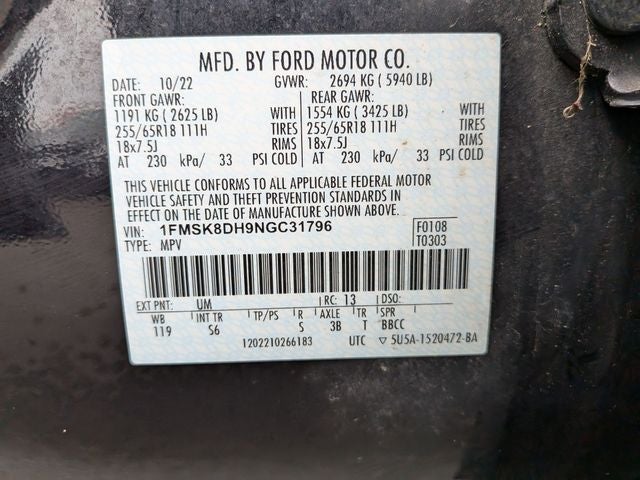 MFD. BY FORD MOTOR CO.
DATE: 10/22 GVWR: 2694 KG ( 5940 LB)
FRONT GAWR: REAR GAWR:
1191 KG ( 2625 LB) WITH 1554 KG ( 3425 LB) WITH
255/65R18 111H TIRES 255/65R18 111H TIRES
18x7.5J RIMS 18x7.5J RIMS
AT 230 kPa/ 33 PSI COLD AT 230 kPa/ 33 PSI COLD
THIS VEHICLE CONFORMS TO ALL APPLICABLE FEDERAL MOTOR
VEHICLE SAFETY AND THEFT PREVENTION STANDARDS IN
EFFECT ON THE DATE OF MANUFACTURE SHOWN ABOVE.
VIN: 1FMSK8DH9NGC31796 F0108
TYPE: MPV T0303
EXT PNT: UM RC: 13 DSO:
WB INT TR TP/PS R AXLE TR SPR
119 S6 S 3B T BBCC
1202210266183 UTC ▽ 5U5A-1520472-BA